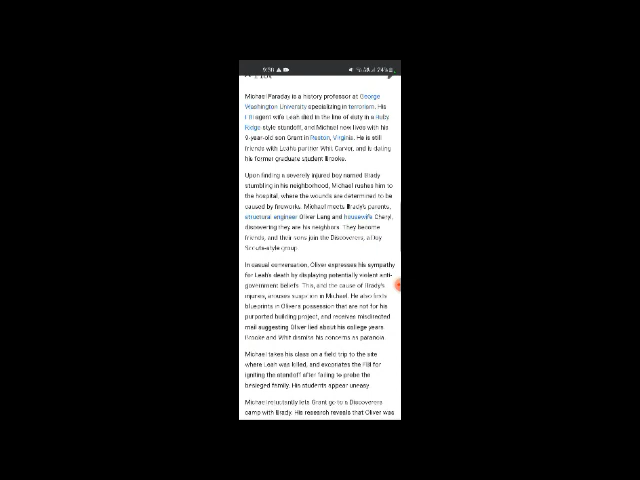 9:50
24%
Plot
Michael Faraday is a history professor at George
Washington University specializing in terrorism. His
FBI agent wife Leah died in the line of duty in a Ruby
Ridge style standoff, and Michael now lives with his
9-year-old son Grant in Reston, Virginia. He is still
friends with Leah's partner Whit Carver, and is dating
his former graduate student Brooke.
Upon finding a severely injured boy named Brady
stumbling in his neighborhood, Michael rushes him to
the hospital, where the wounds are determined to be
caused by fireworks. Michael meets Brady's parents,
structural engineer Oliver Lang and housewife Cheryl,
discovering they are his neighbors. They become
friends, and their sons join the Discoverers, a Boy
Scouts-style group.
In casual conversation, Oliver expresses his sympathy
for Leah's death by displaying potentially violent anti-
government beliefs. This, and the cause of Brady's
injuries, arouses suspicion in Michael. He also finds
blueprints in Oliver's possession that are not for his
purported building project, and receives misdirected
mail suggesting Oliver lied about his college years.
Brooke and Whit dismiss his concerns as paranoia.
Michael takes his class on a field trip to the site
where Leah was killed, and excoriates the FBI for
igniting the standoff after failing to probe the
besieged family. His students appear uneasy.
Michael reluctantly lets Grant go to a Discoverers
camp with Brady. His research reveals that Oliver was